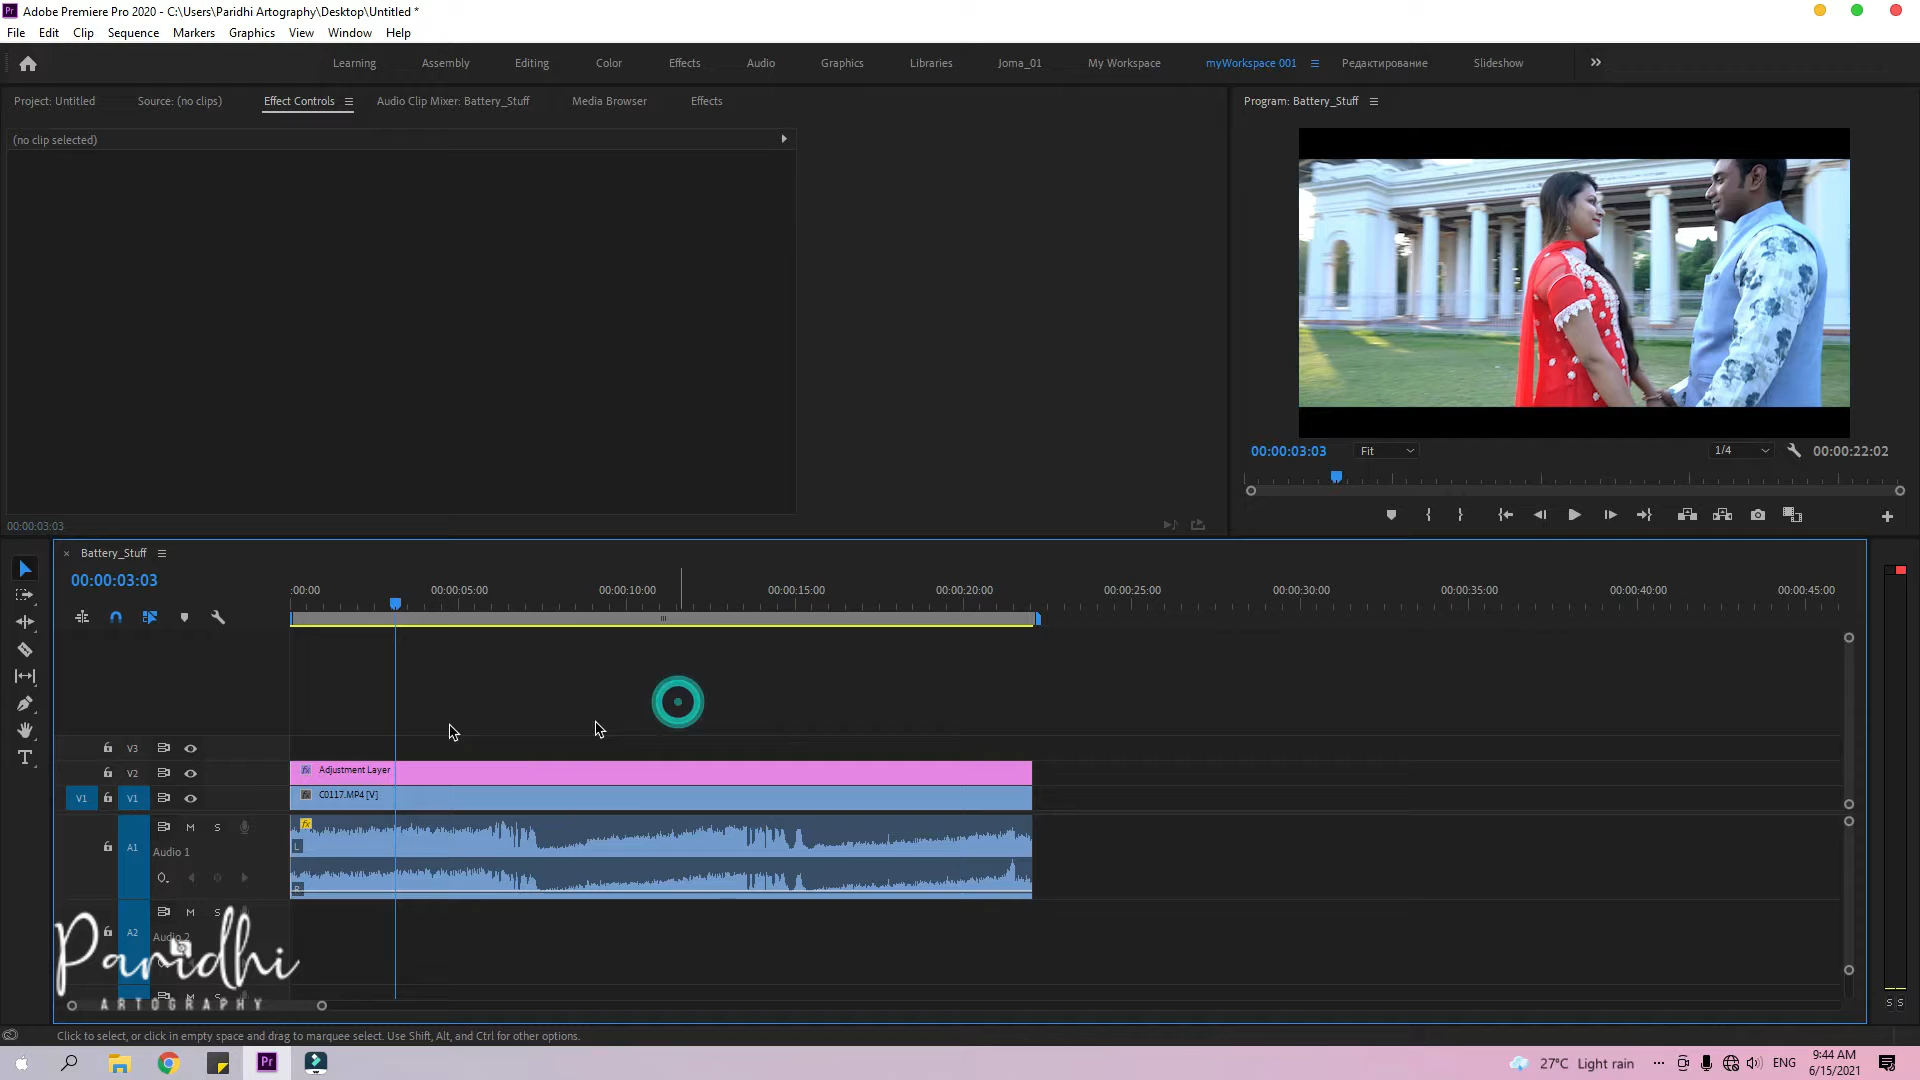 Pr Adobe Premiere Pro 2020 - C:\Users\Paridhi Artography\Desktop\Untitled *
File Edit Clip Sequence Markers Graphics View Window Help
Learning Assembly Editing Color Effects Audio Graphics Libraries Joma_01 My Workspace myWorkspace 001 Редактирование Slideshow
Project: Untitled Source: (no clips) Effect Controls Audio Clip Mixer: Battery_Stuff Media Browser Effects
Program: Battery_Stuff
(no clip selected)
00:00:03:03 Fit 1/4 00:00:22:02
00:00:03:03
Battery_Stuff
00:00:03:03
:00:00 00:00:05:00 00:00:10:00 00:00:15:00 00:00:20:00 00:00:25:00 00:00:30:00 00:00:35:00 00:00:40:00 00:00:45:00
V3
V2 fx Adjustment Layer
V1 V1 fx C0117.MP4 [V]
M S fx
A1 L
Audio 1
R
M S
A2 Audio 2
Paridhi
ARTOGRAPHY
M S
S S
Click to select, or click in empty space and drag to marquee select. Use Shift, Alt, and Ctrl for other options.
Pr 27°C Light rain ENG 9:44 AM
6/15/2021